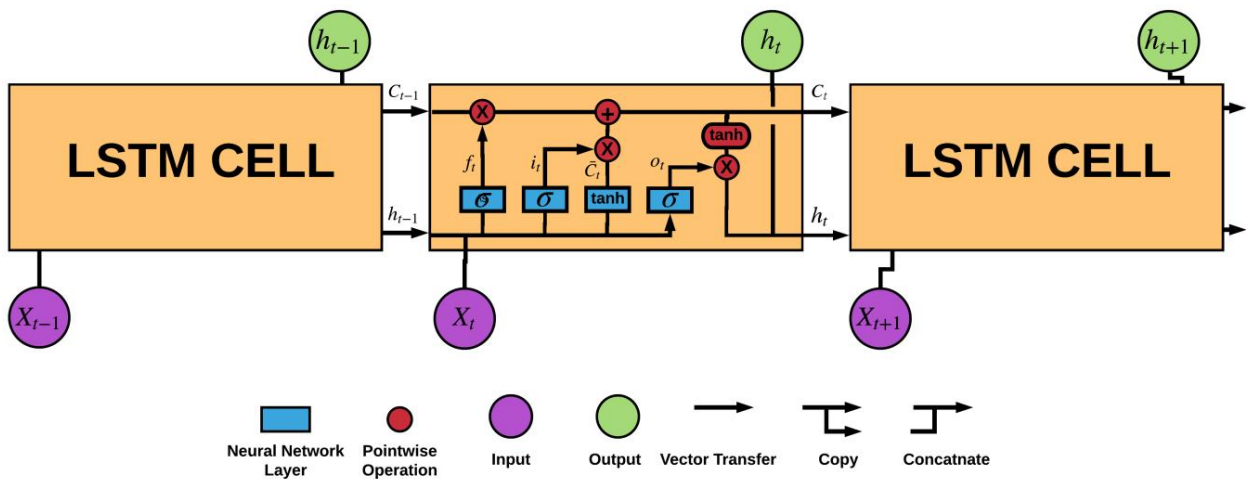 h_{t-1}
h_t
h_{t+1}
C_{t-1}
C_t
LSTM CELL
X
+
tanh
LSTM CELL
f_t
i_t
X
C̄_t
o_t
X
σ
σ
tanh
σ
h_{t-1}
h_t
X_{t-1}
X_t
X_{t+1}
Neural Network
Layer
Pointwise
Operation
Input
Output
Vector Transfer
Copy
Concatnate